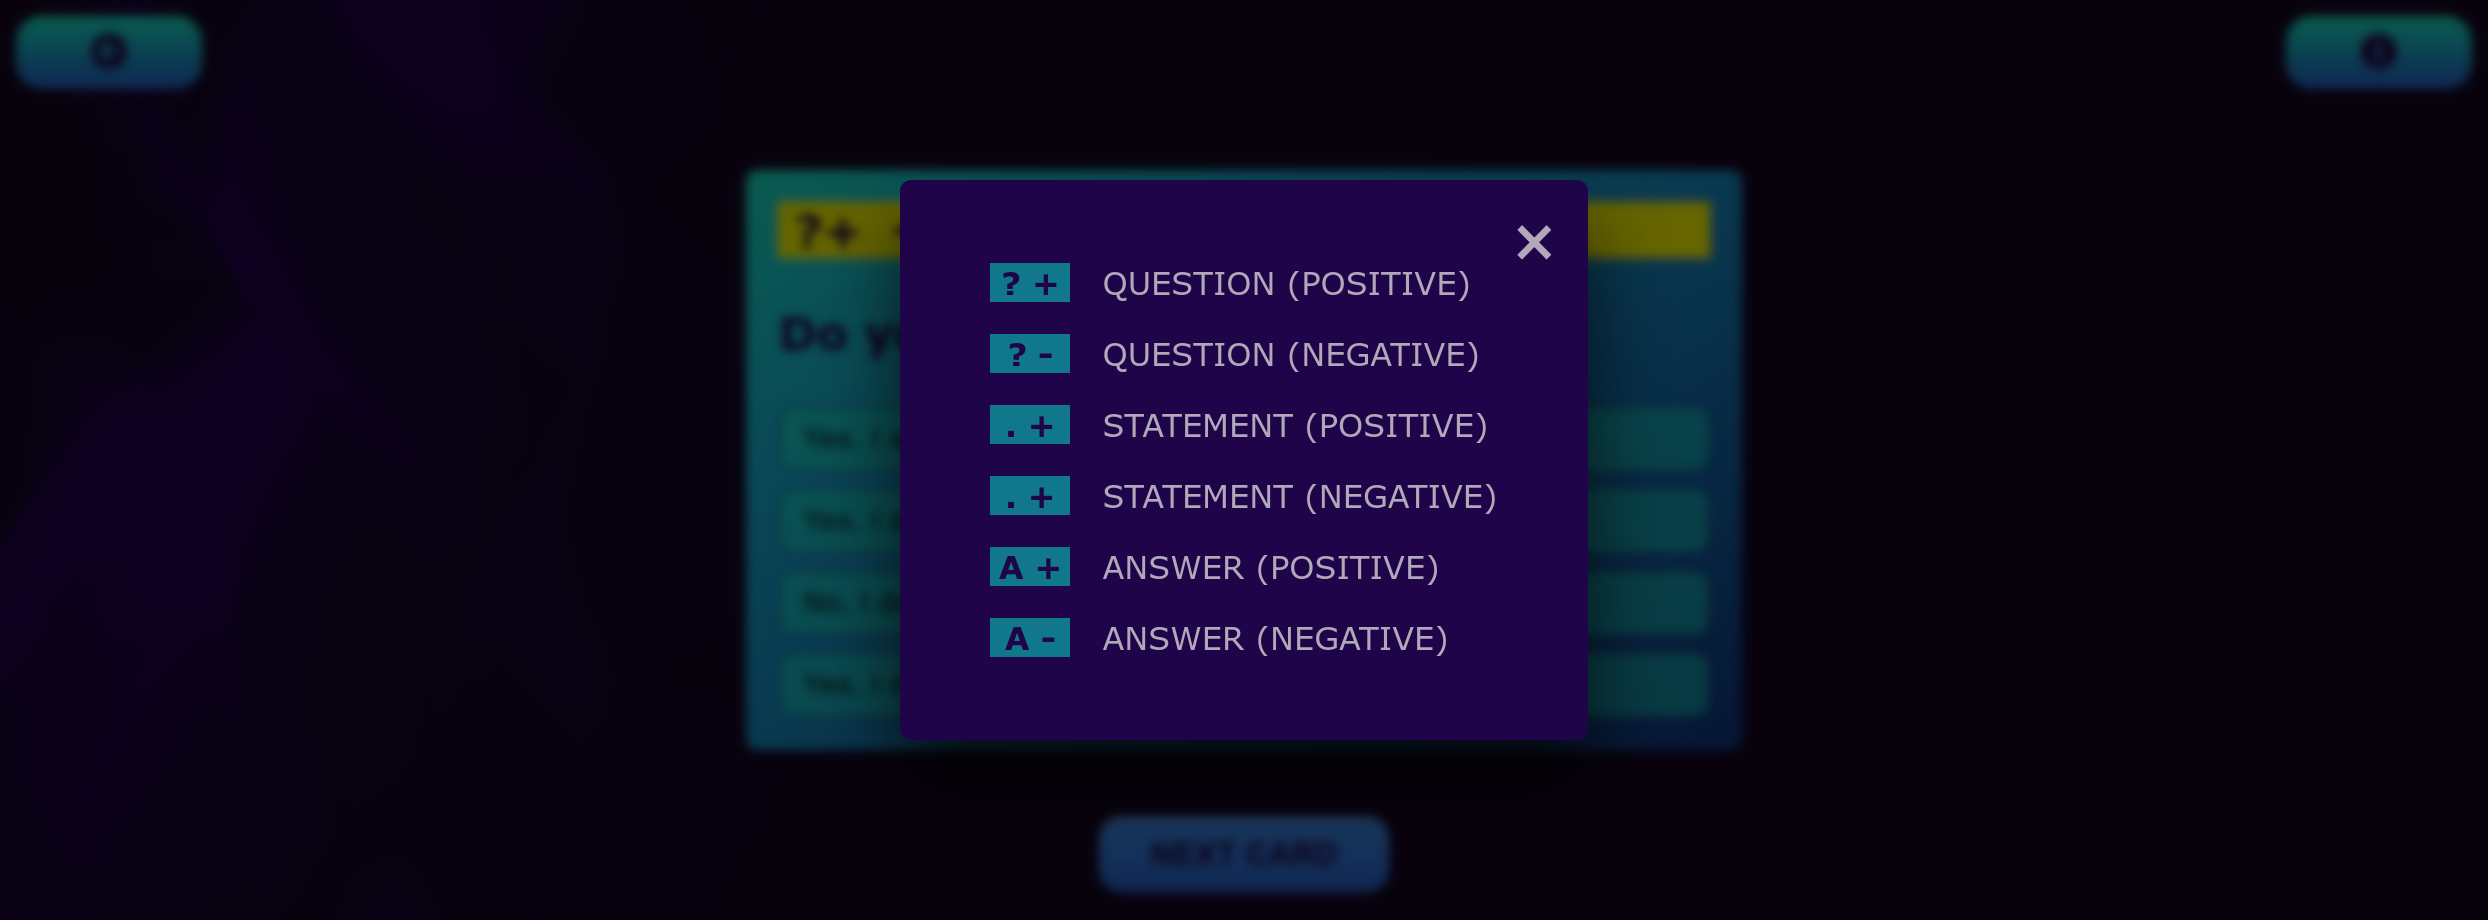 ?+
Do
×
? + QUESTION (POSITIVE)
? - QUESTION (NEGATIVE)
. + STATEMENT (POSITIVE)
. + STATEMENT (NEGATIVE)
A + ANSWER (POSITIVE)
A - ANSWER (NEGATIVE)
Yes, I
Yes, I
No, I
Yes, I
NEXT CARD